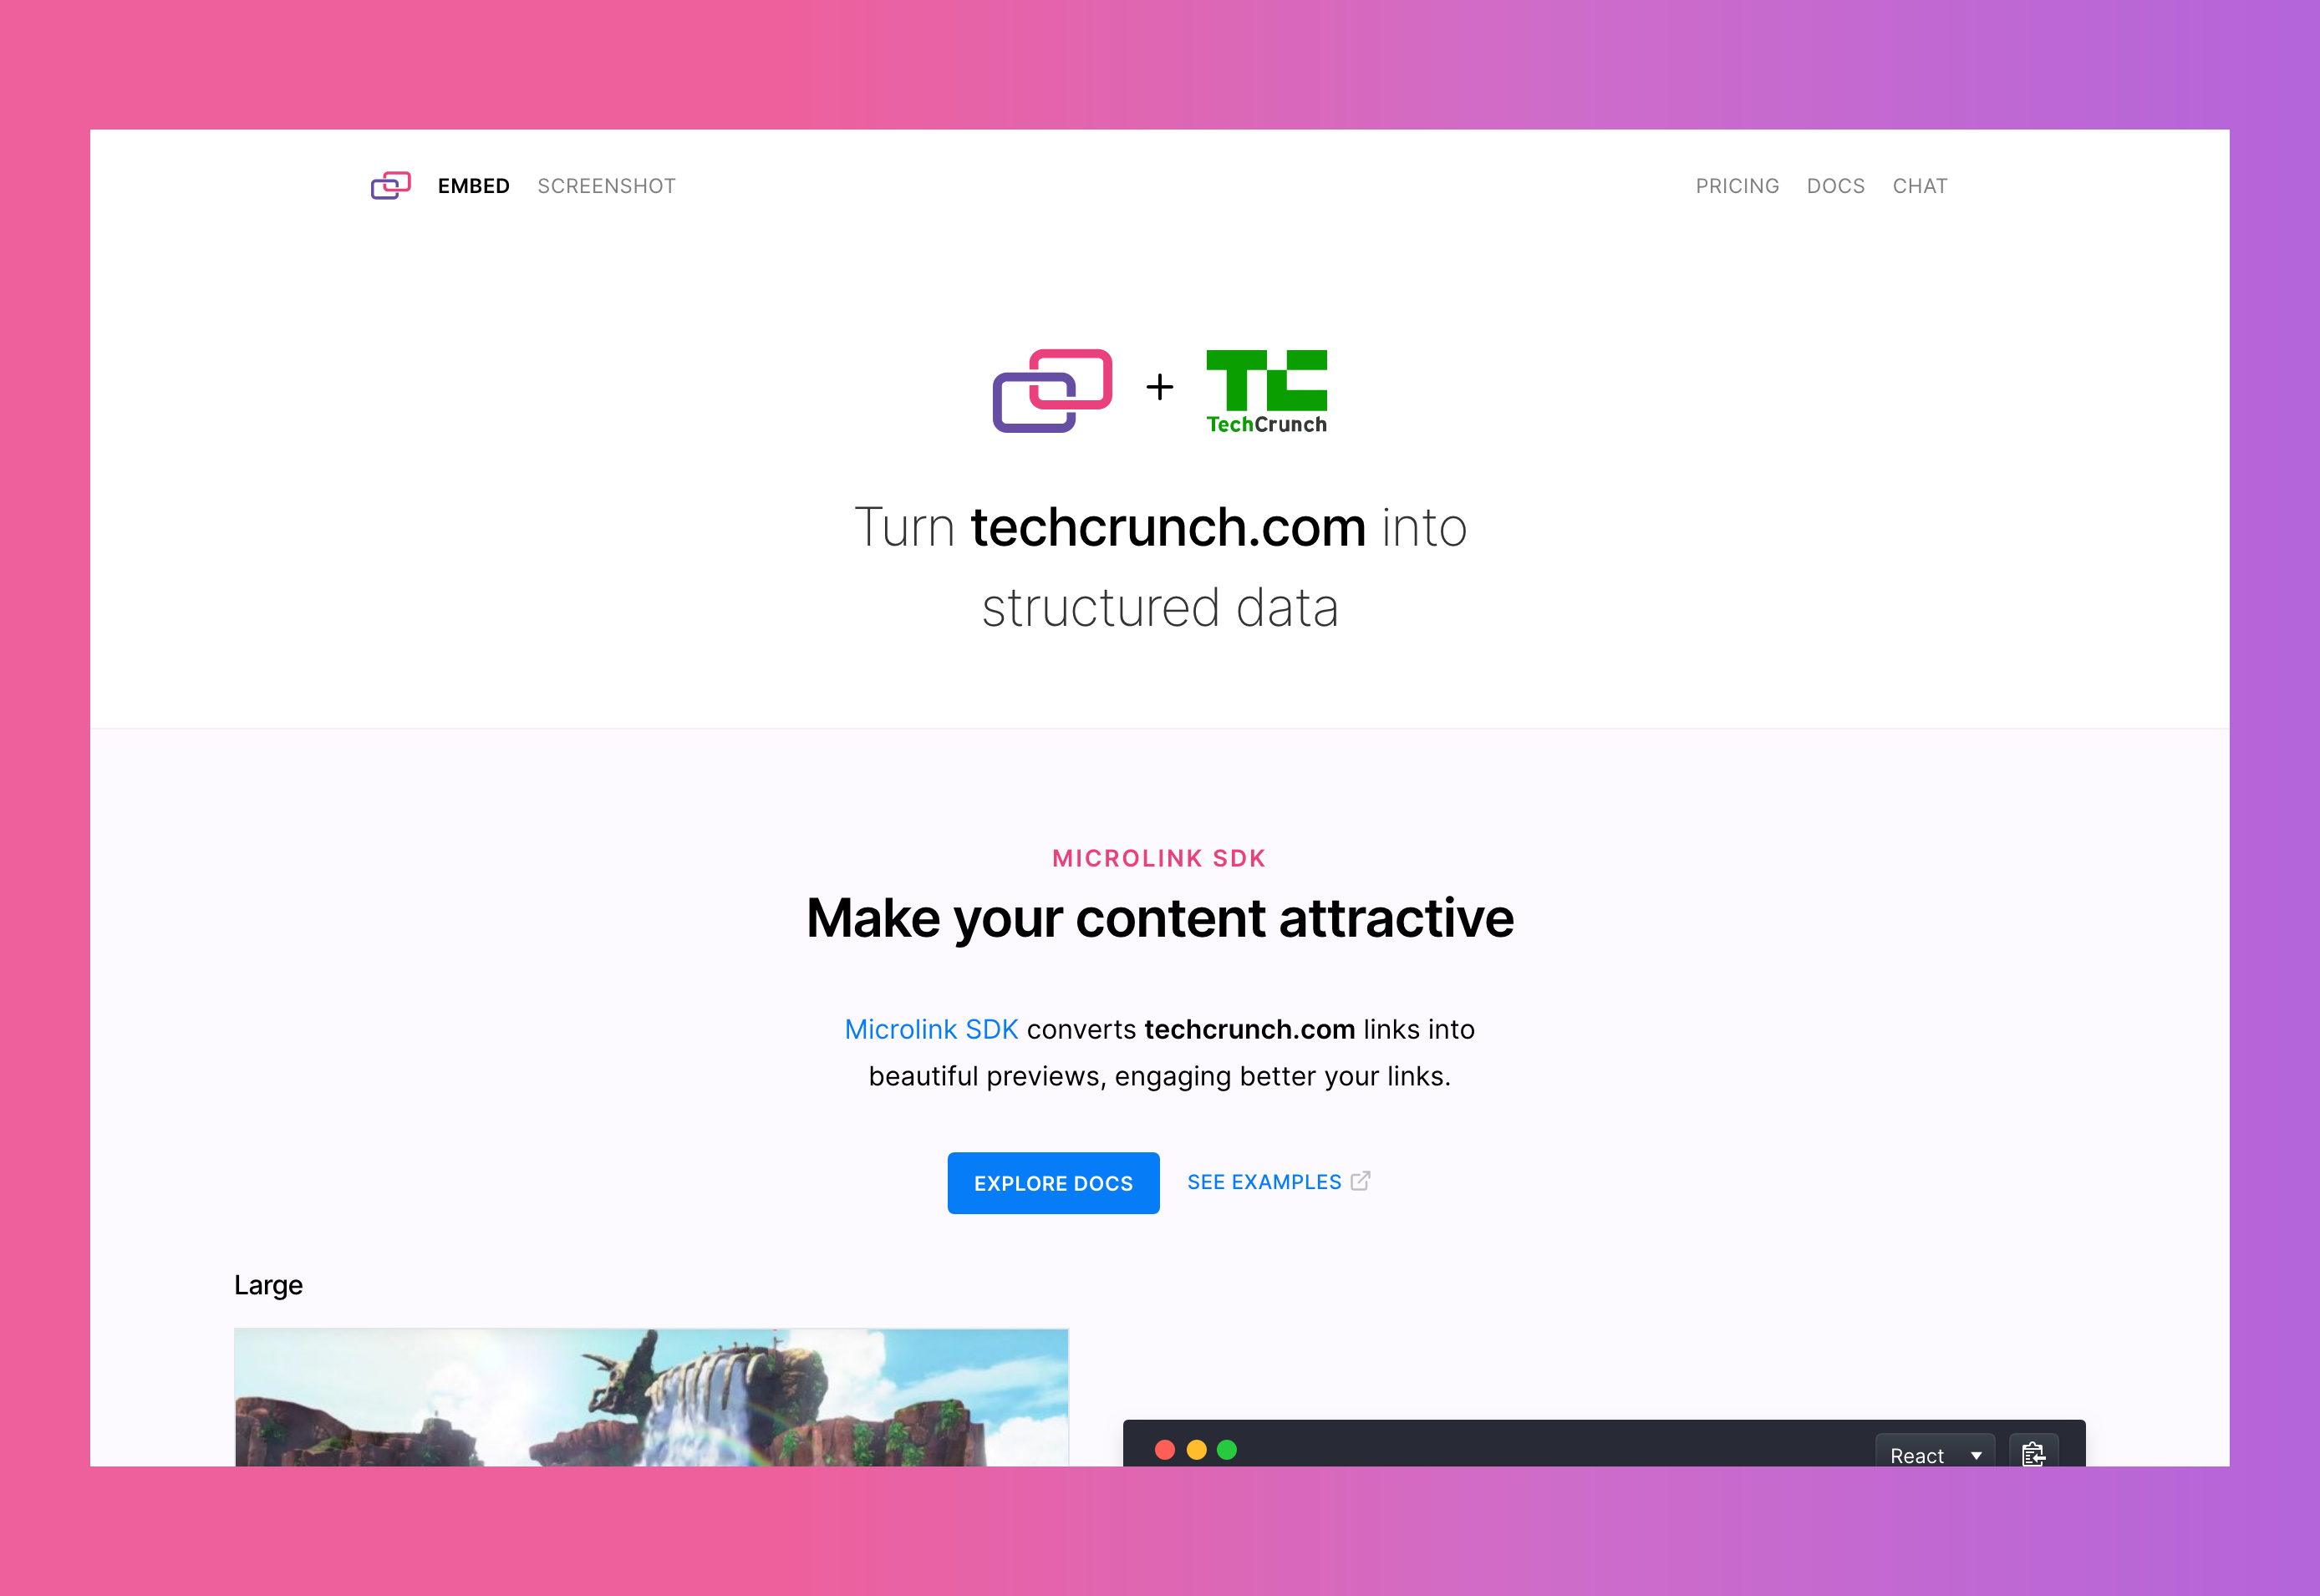 EMBED SCREENSHOT PRICING DOCS CHAT
TechCrunch
Turn techcrunch.com into
structured data
MICROLINK SDK
Make your content attractive
Microlink SDK converts techcrunch.com links into
beautiful previews, engaging better your links.
EXPLORE DOCS SEE EXAMPLES
Large
React